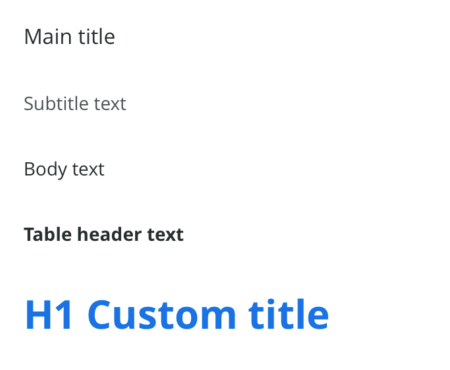 Main title
Subtitle text
Body text
Table header text
H1 Custom title